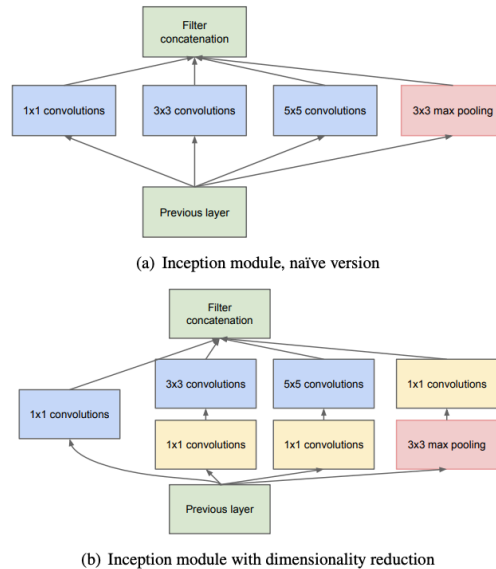 Filter
concatenation
1x1 convolutions
3x3 convolutions
5x5 convolutions
3x3 max pooling
Previous layer
(a) Inception module, naïve version
Filter
concatenation
3x3 convolutions
5x5 convolutions
1x1 convolutions
1x1 convolutions
1x1 convolutions
1x1 convolutions
3x3 max pooling
Previous layer
(b) Inception module with dimensionality reduction